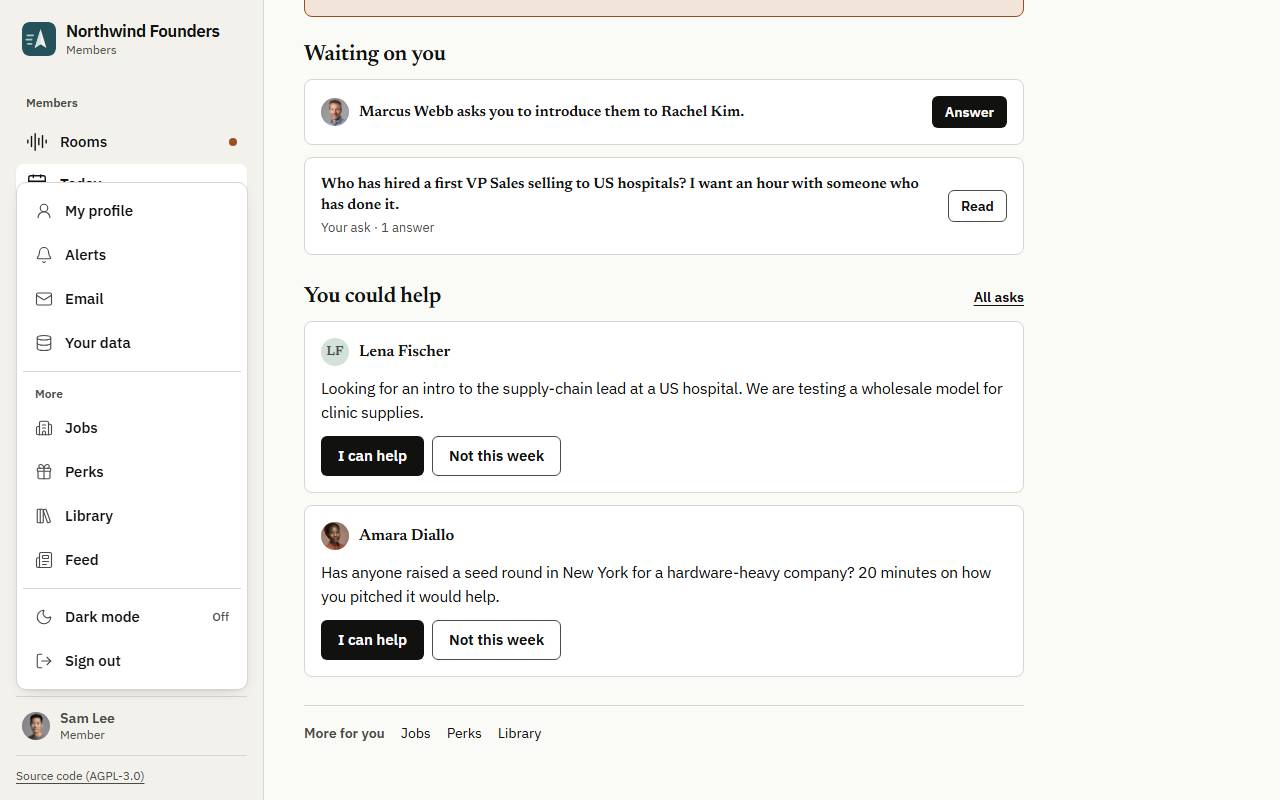 Northwind Founders
Members
Members
Rooms
My profile
Alerts
Email
Your data
More
Jobs
Perks
Library
Feed
Dark mode Off
Sign out
Sam Lee
Member
Source code (AGPL-3.0)
Waiting on you
Marcus Webb asks you to introduce them to Rachel Kim.
Answer
Who has hired a first VP Sales selling to US hospitals? I want an hour with someone who
has done it.
Your ask · 1 answer
Read
You could help
All asks
LF
Lena Fischer
Looking for an intro to the supply-chain lead at a US hospital. We are testing a wholesale model for
clinic supplies.
I can help Not this week
Amara Diallo
Has anyone raised a seed round in New York for a hardware-heavy company? 20 minutes on how
you pitched it would help.
I can help Not this week
More for you Jobs Perks Library